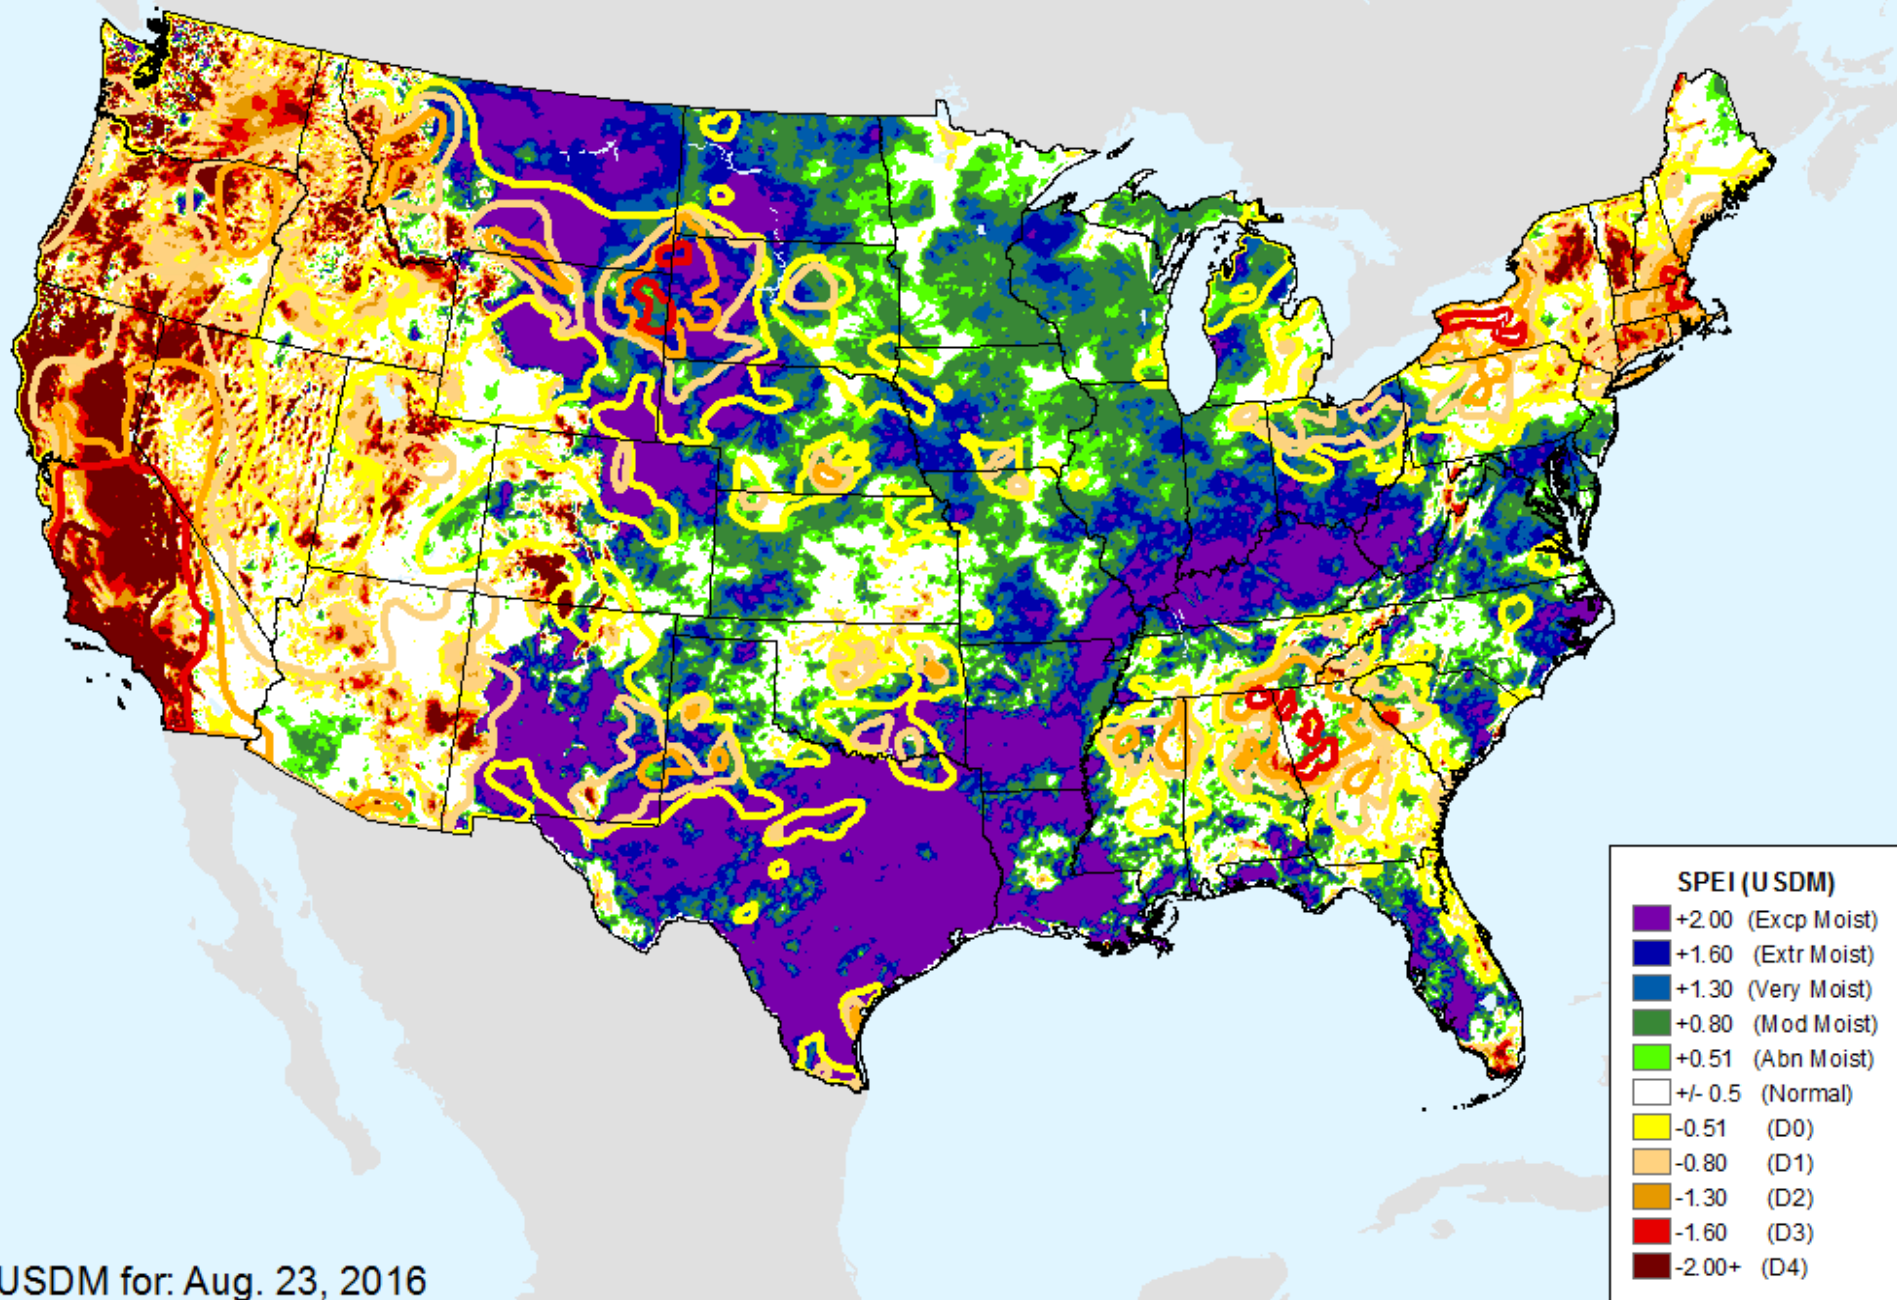 SPEI (USDM)
+2.00 (Excp Moist)
+1.60 (Extr Moist)
+1.30 (Very Moist)
+0.80 (Mod Moist)
+0.51 (Abn Moist)
+/- 0.5 (Normal)
-0.51 (D0)
-0.80 (D1)
-1.30 (D2)
-1.60 (D3)
-2.00+ (D4)
USDM for: Aug. 23, 2016